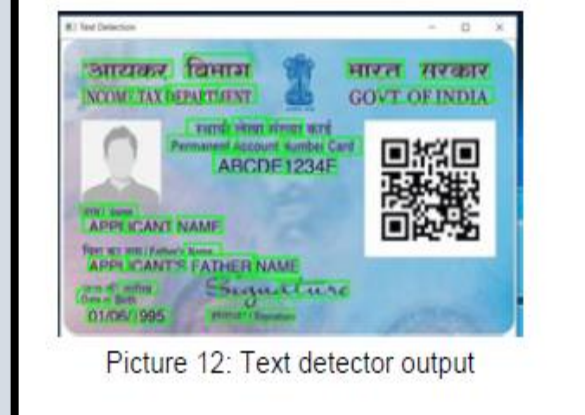 Text Detection
आयकर विभाग भारत सरकार
INCOME TAX DEPARTMENT GOVT OF INDIA
स्थायी लेखा संख्या कार्ड
Permanent Account Number Card
ABCDE1234F
नाम / Name
APPLICANT NAME
पिता का नाम / Father's Name
APPLICANT'S FATHER NAME
जन्म की तारीख
Date of Birth
Signature
01/06/1995
हस्ताक्षर / Signature
Picture 12: Text detector output